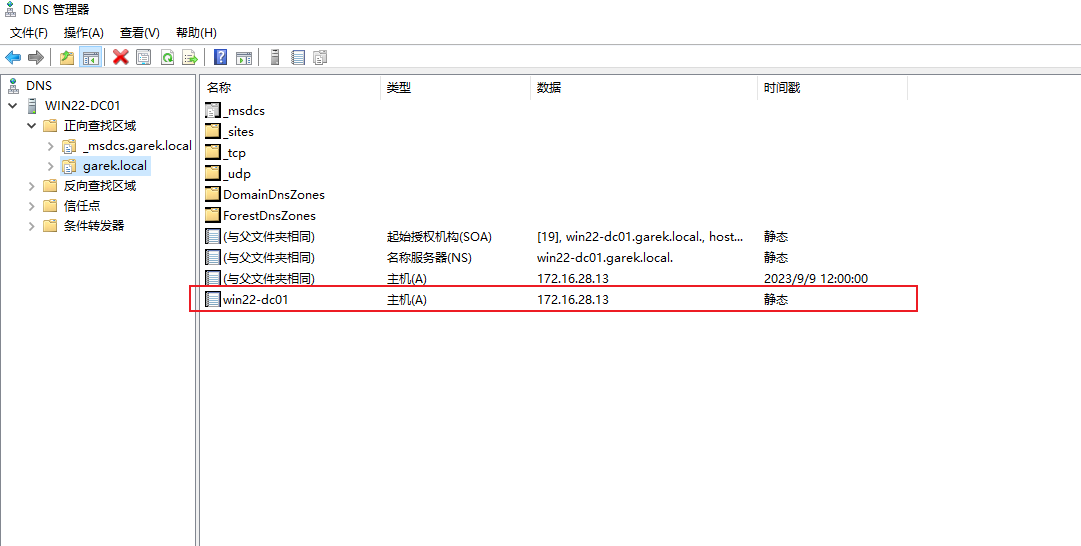 DNS 管理器
文件(F) 操作(A) 查看(V) 帮助(H)
DNS
WIN22-DC01
正向查找区域
_msdcs.garek.local
garek.local
反向查找区域
信任点
条件转发器
名称 类型 数据 时间戳
_msdcs
_sites
_tcp
_udp
DomainDnsZones
ForestDnsZones
(与父文件夹相同) 起始授权机构(SOA) [19], win22-dc01.garek.local., host... 静态
(与父文件夹相同) 名称服务器(NS) win22-dc01.garek.local. 静态
(与父文件夹相同) 主机(A) 172.16.28.13 2023/9/9 12:00:00
win22-dc01 主机(A) 172.16.28.13 静态